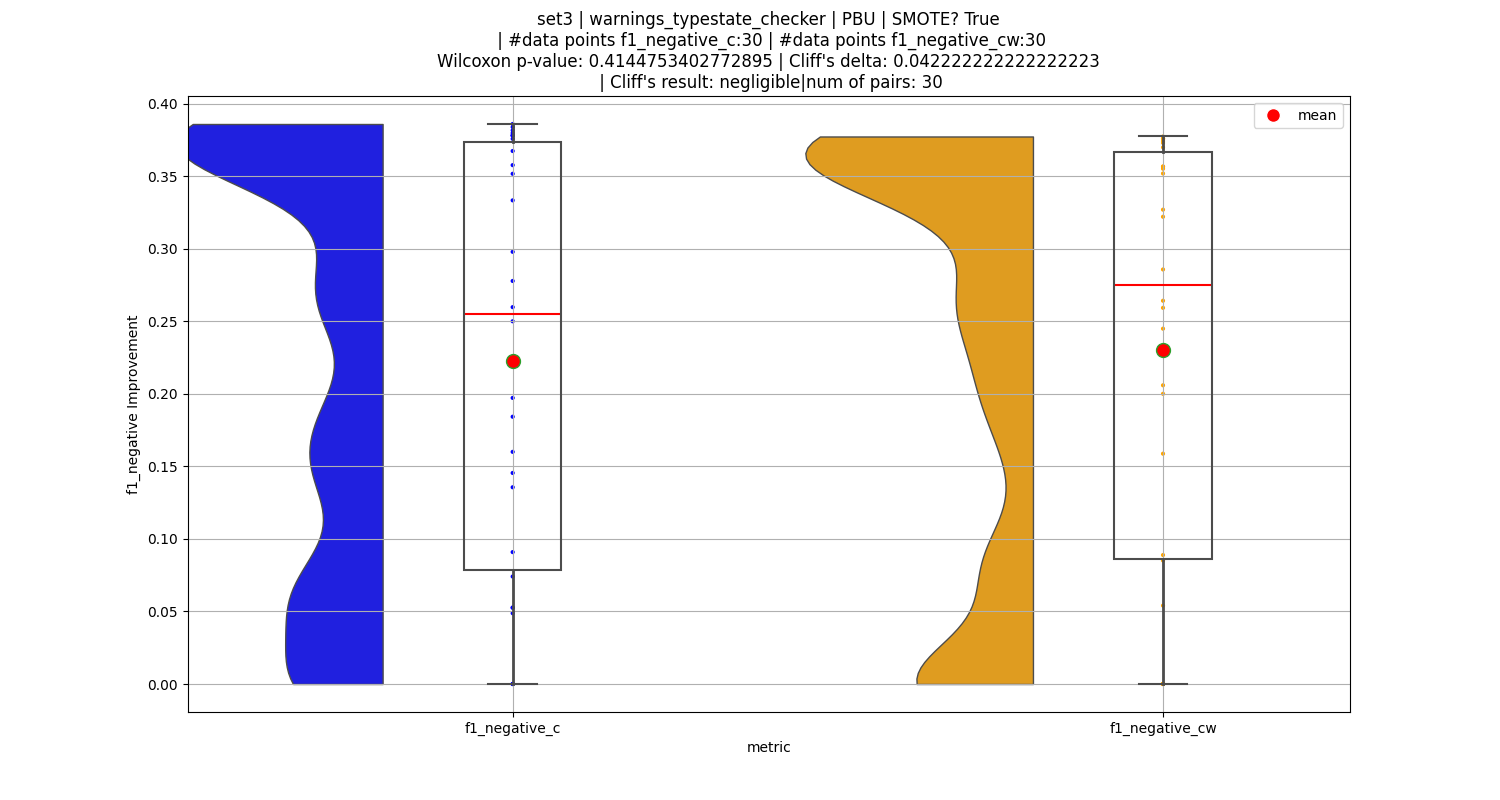 set3 | warnings_typestate_checker | PBU | SMOTE? True
| #data points f1_negative_c:30 | #data points f1_negative_cw:30
Wilcoxon p-value: 0.4144753402772895 | Cliff's delta: 0.042222222222222223
| Cliff's result: negligible|num of pairs: 30
mean
0.40
0.35
0.30
0.25
0.20
0.15
0.10
0.05
0.00
f1_negative Improvement
f1_negative_c
f1_negative_cw
metric